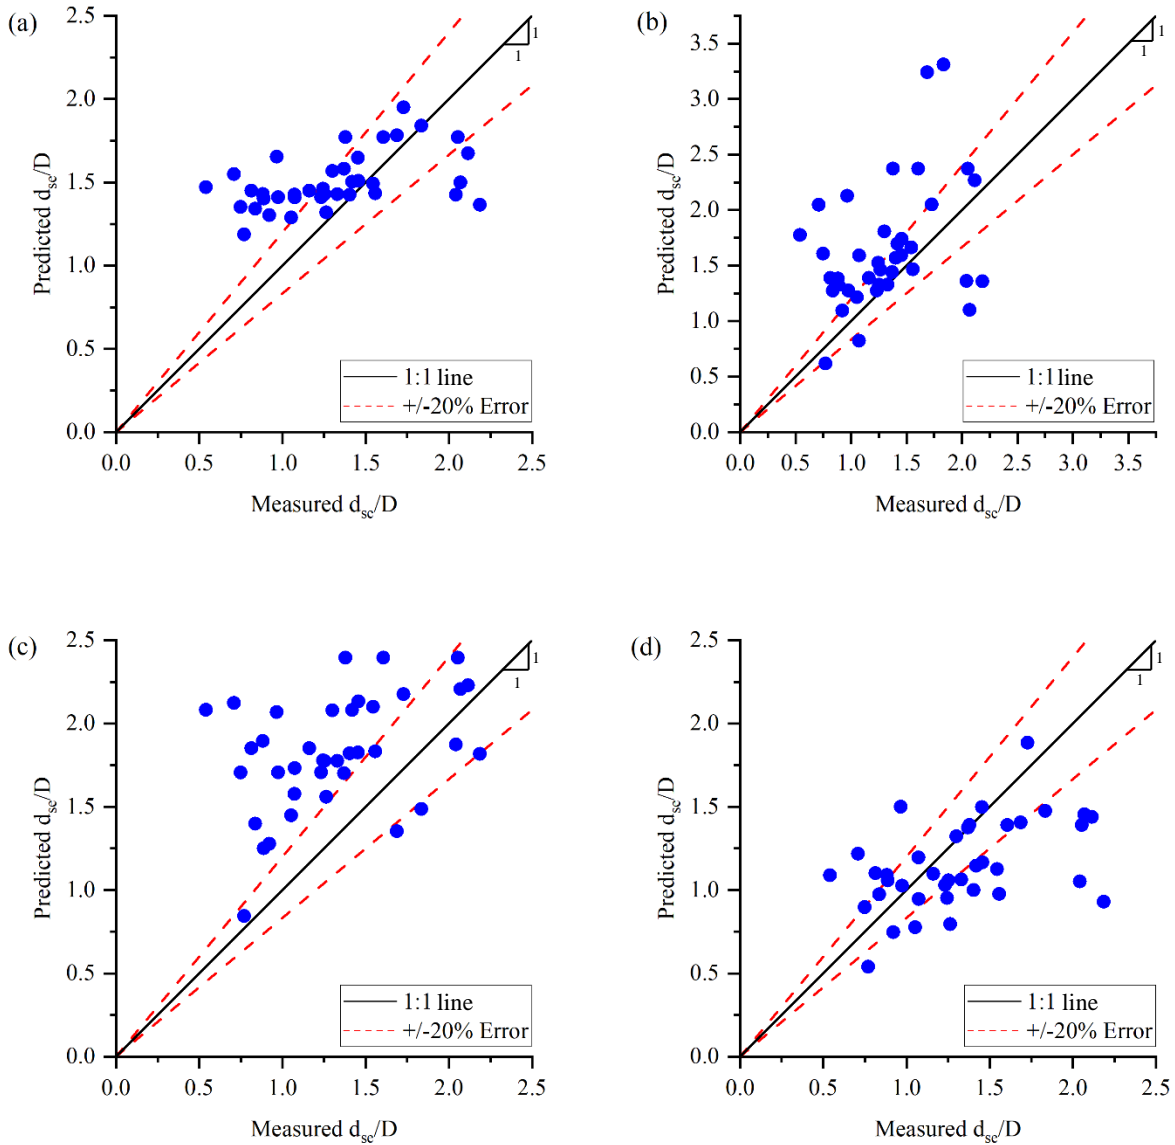 (a)
2.5
2.0
1.5
1.0
0.5
0.0
Predicted dsc/D
1
1
1:1 line
+/-20% Error
0.0 0.5 1.0 1.5 2.0 2.5
Measured dsc/D
(b)
3.5
3.0
2.5
2.0
1.5
1.0
0.5
0.0
Predicted dsc/D
1
1
1:1 line
+/-20% Error
0.0 0.5 1.0 1.5 2.0 2.5 3.0 3.5
Measured dsc/D
(c)
2.5
2.0
1.5
1.0
0.5
0.0
Predicted dsc/D
1
1
1:1 line
+/-20% Error
0.0 0.5 1.0 1.5 2.0 2.5
Measured dsc/D
(d)
2.5
2.0
1.5
1.0
0.5
0.0
Predicted dsc/D
1
1
1:1 line
+/-20% Error
0.0 0.5 1.0 1.5 2.0 2.5
Measured dsc/D